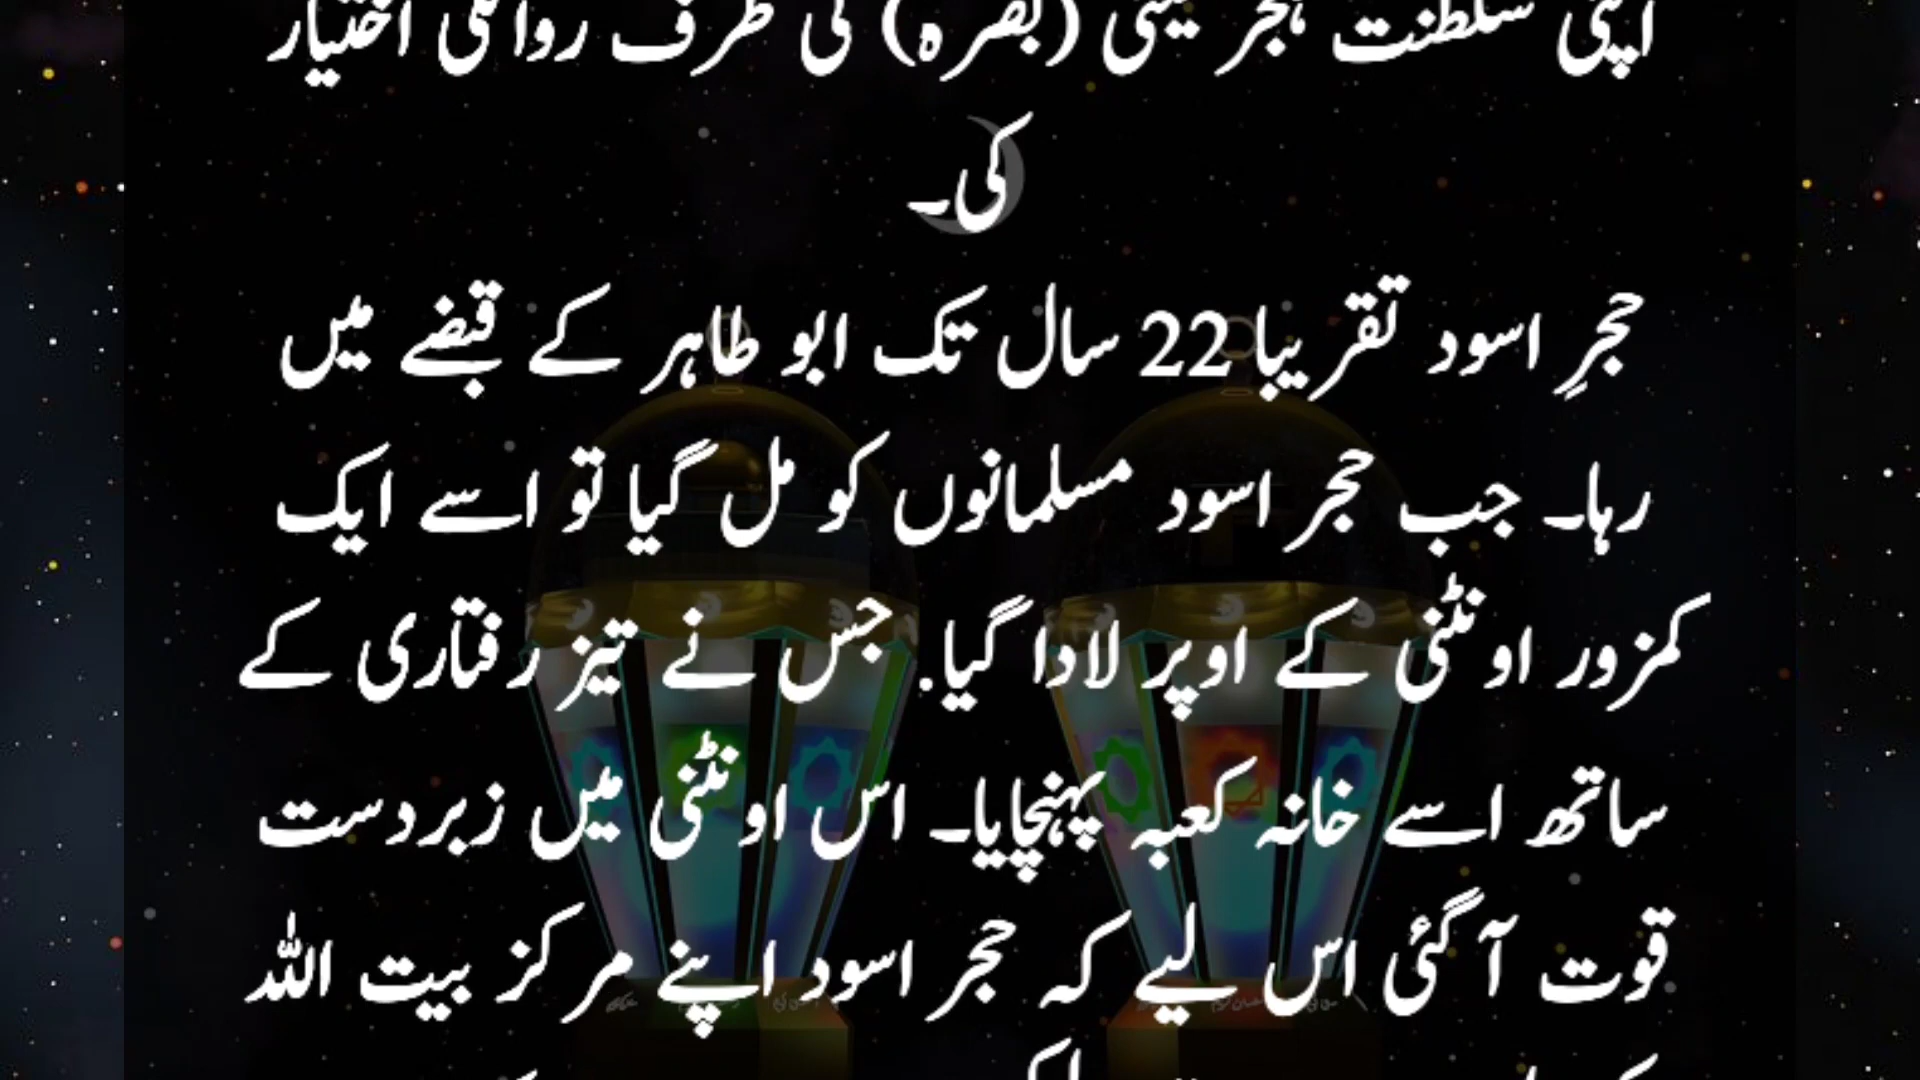 اپنی سلطنت ہجر یعنی (بصرہ) کی طرف روانگی اختیار
کی۔
حجرِ اسود تقریبا 22 سال تک ابو طاہر کے قبضے میں
رہا۔ جب حجر اسود مسلمانوں کو مل گیا تو اسے ایک
کمزور اونٹنی کے اوپر لادا گیا. جس نے تیز رفتاری کے
ساتھ اسے خانہ کعبہ پہنچایا۔ اس اونٹنی میں زبردست
قوت آ گئی اس لیے کہ حجر اسود اپنے مرکز بیت اللہ